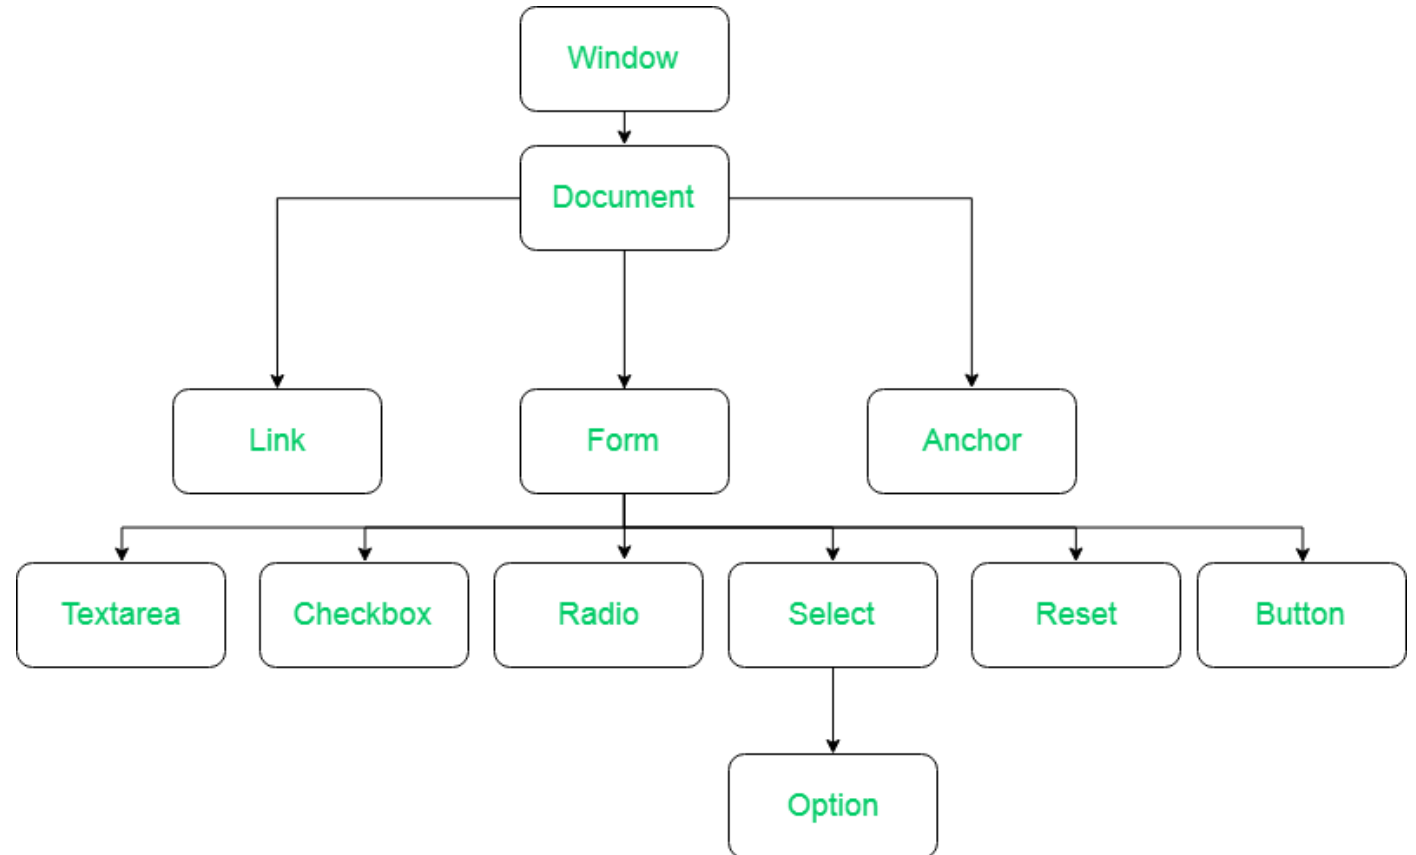 Window
Document
Link
Form
Anchor
Textarea
Checkbox
Radio
Select
Reset
Button
Option